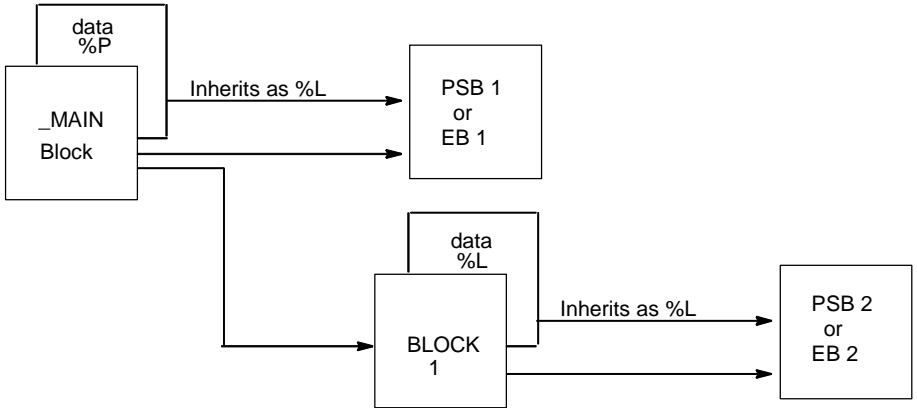 data
%P
_MAIN
Block
Inherits as %L
PSB 1
or
EB 1
data
%L
BLOCK
1
Inherits as %L
PSB 2
or
EB 2